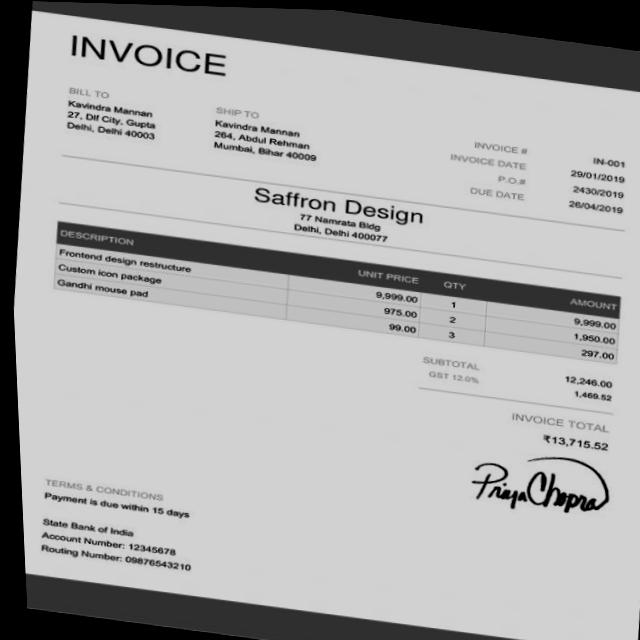 INVOICE
BILL TO
Kavindra Mannan
27, Dlf City, Gupta
Delhi, Delhi 40003
SHIP TO
Kavindra Mannan
264, Abdul Rehman
Mumbai, Bihar 40009
INVOICE # IN-001
INVOICE DATE 29/01/2019
P.O.# 2430/2019
DUE DATE 26/04/2019
Saffron Design
77 Namrata Bldg
Delhi, Delhi 400077
DESCRIPTION UNIT PRICE QTY AMOUNT
Frontend design restructure 9,999.00 1 9,999.00
Custom icon package 975.00 2 1,950.00
Gandhi mouse pad 99.00 3 297.00
SUBTOTAL 12,246.00
GST 12.0% 1,469.52
INVOICE TOTAL
₹13,715.52
Priya Chopra
TERMS & CONDITIONS
Payment is due within 15 days
State Bank of India
Account Number: 12345678
Routing Number: 09876543210